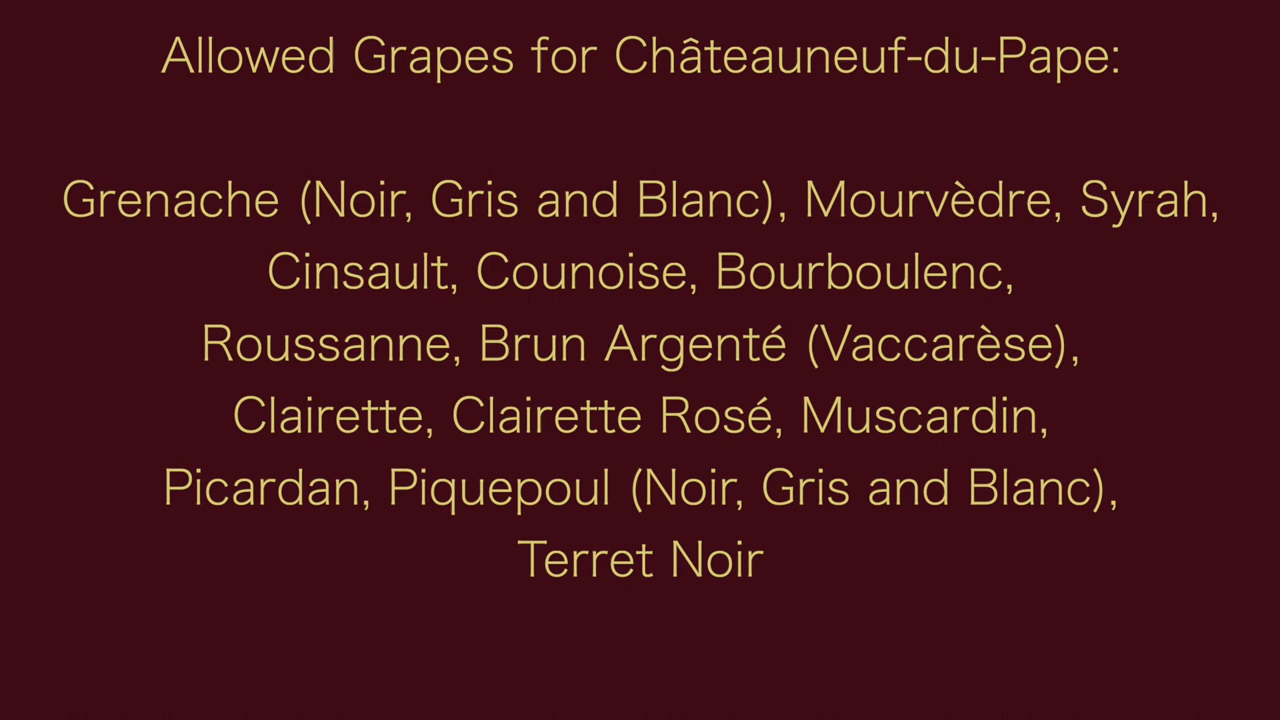 Allowed Grapes for Châteauneuf-du-Pape:
Grenache (Noir, Gris and Blanc), Mourvèdre, Syrah,
Cinsault, Counoise, Bourboulenc,
Roussanne, Brun Argenté (Vaccarèse),
Clairette, Clairette Rosé, Muscardin,
Picardan, Piquepoul (Noir, Gris and Blanc),
Terret Noir